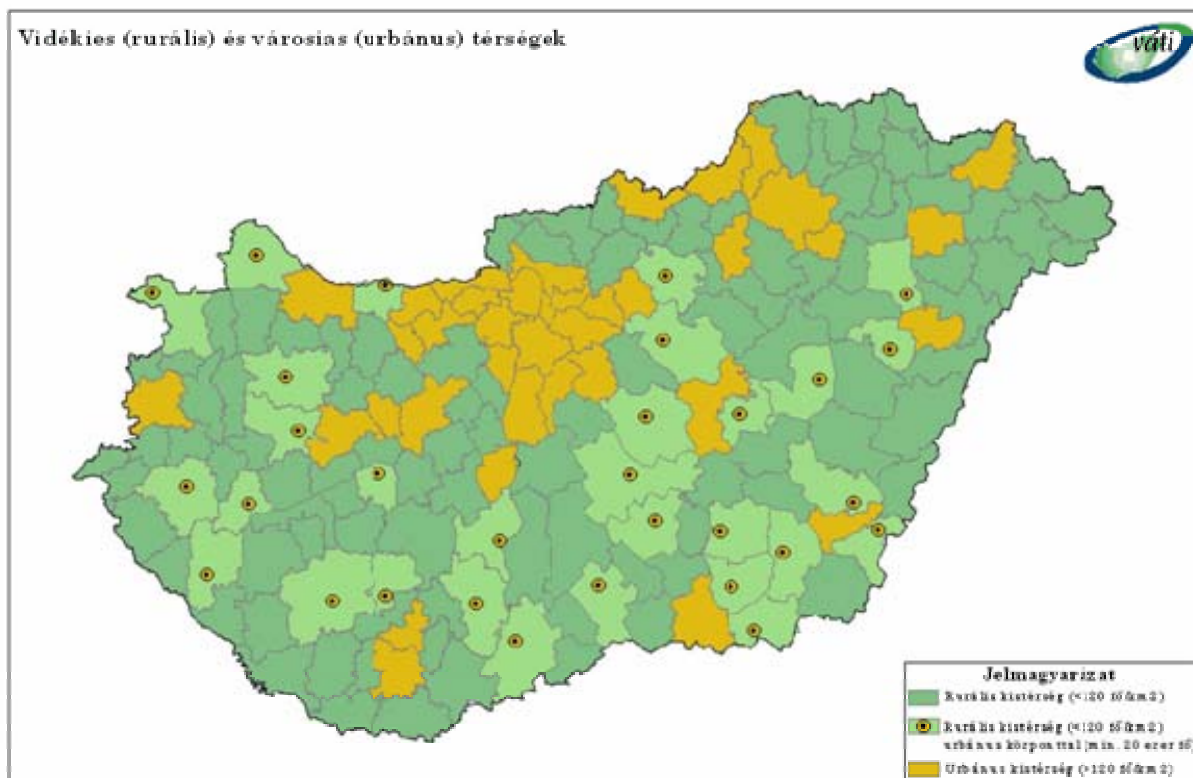 Vidékies (rurális) és városias (urbánus) térségek
váti
Jelmagyarizat
Rurális kistérség (<120 fő/km2)
Rurális kistérség (<120 fő/km2)
urbánus központtal (min. 20 ezer fő)
Urbánus kistérség (>120 fő/km2)